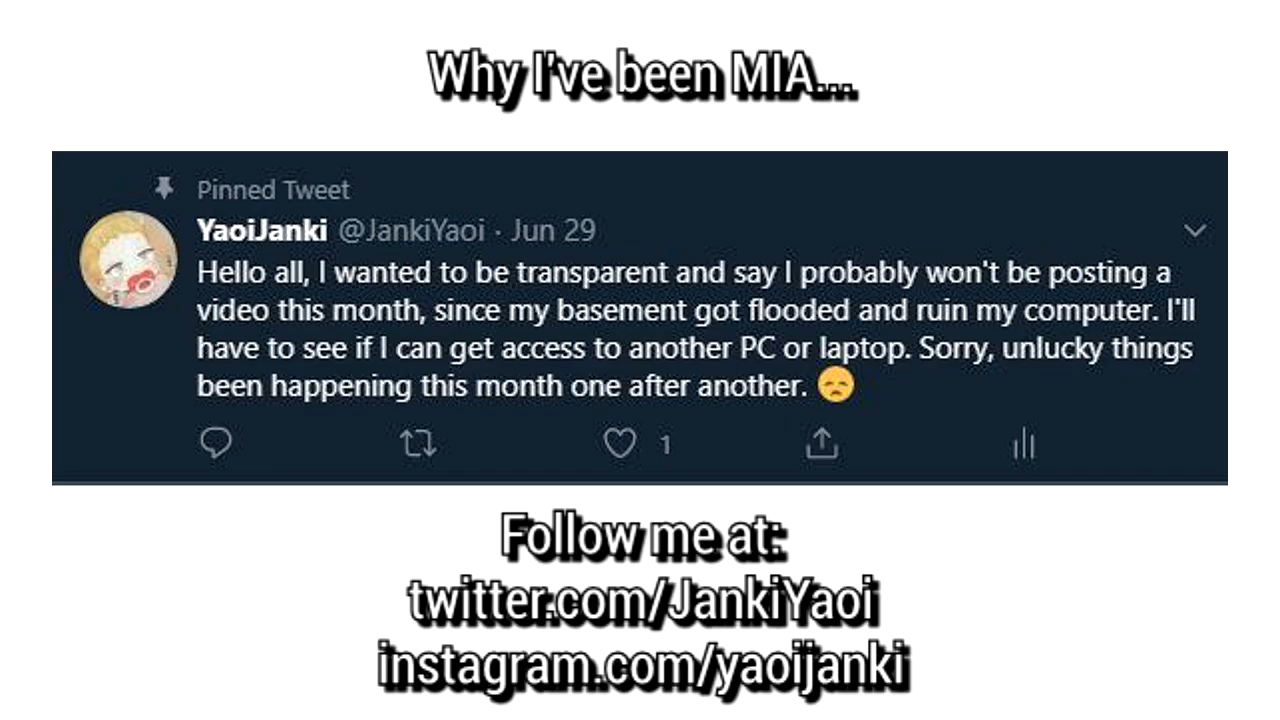 Why I've been MIA...
Pinned Tweet
YaoiJanki @JankiYaoi · Jun 29
Hello all, I wanted to be transparent and say I probably won't be posting a
video this month, since my basement got flooded and ruin my computer. I'll
have to see if I can get access to another PC or laptop. Sorry, unlucky things
been happening this month one after another. 😞
1
Follow me at:
twitter.com/JankiYaoi
instagram.com/yaoijanki